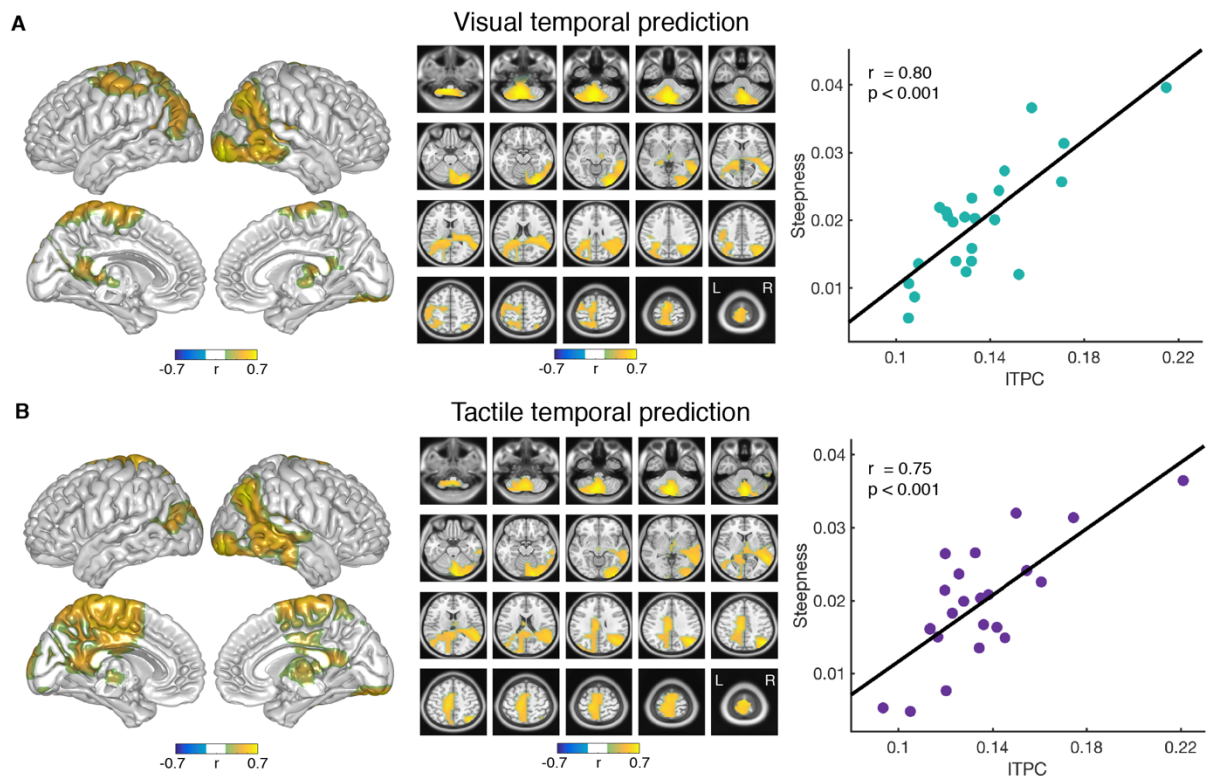 A
Visual temporal prediction
r = 0.80
p < 0.001
Steepness
0.04
0.03
0.02
0.01
0.1 0.14 0.18 0.22
ITPC
L R
-0.7 r 0.7
-0.7 r 0.7
B
Tactile temporal prediction
r = 0.75
p < 0.001
Steepness
0.04
0.03
0.02
0.01
0.1 0.14 0.18 0.22
ITPC
L R
-0.7 r 0.7
-0.7 r 0.7